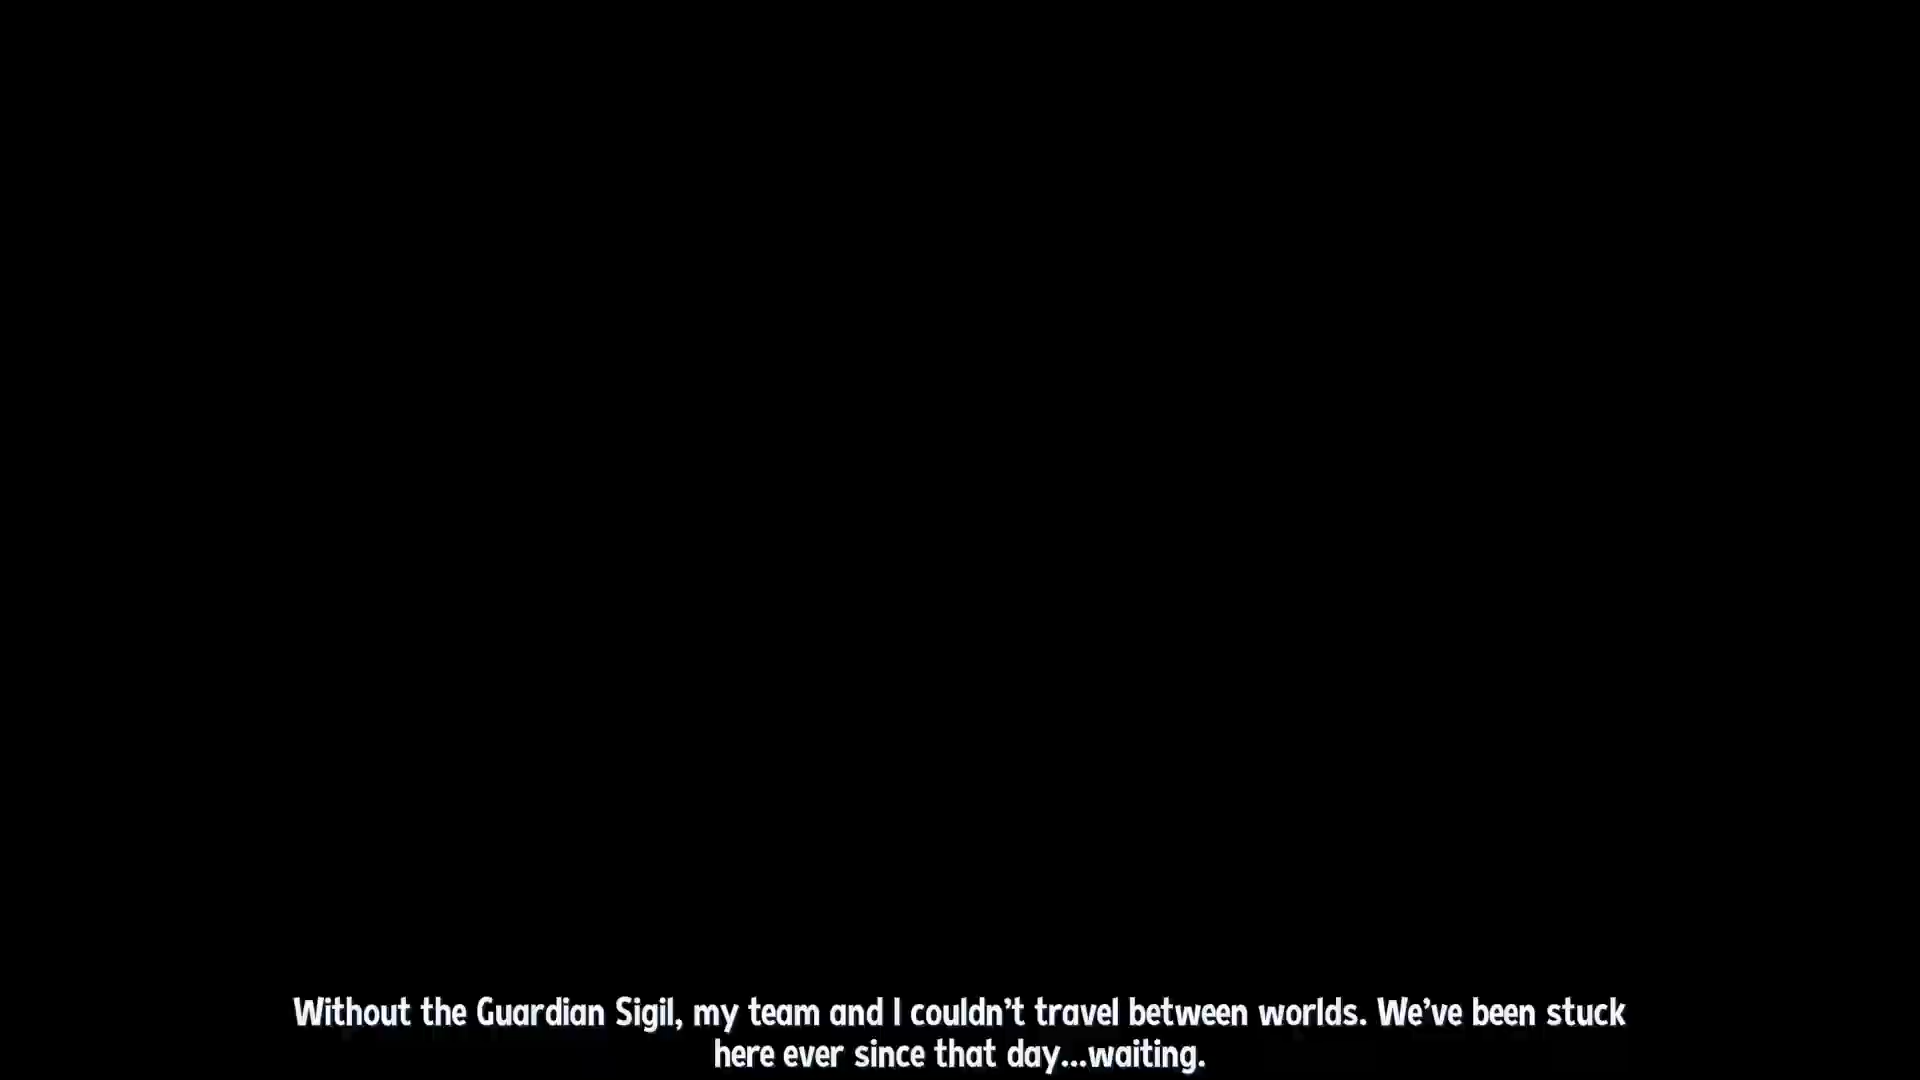 Without the Guardian Sigil, my team and I couldn’t travel between worlds. We’ve been stuck
here ever since that day...waiting.